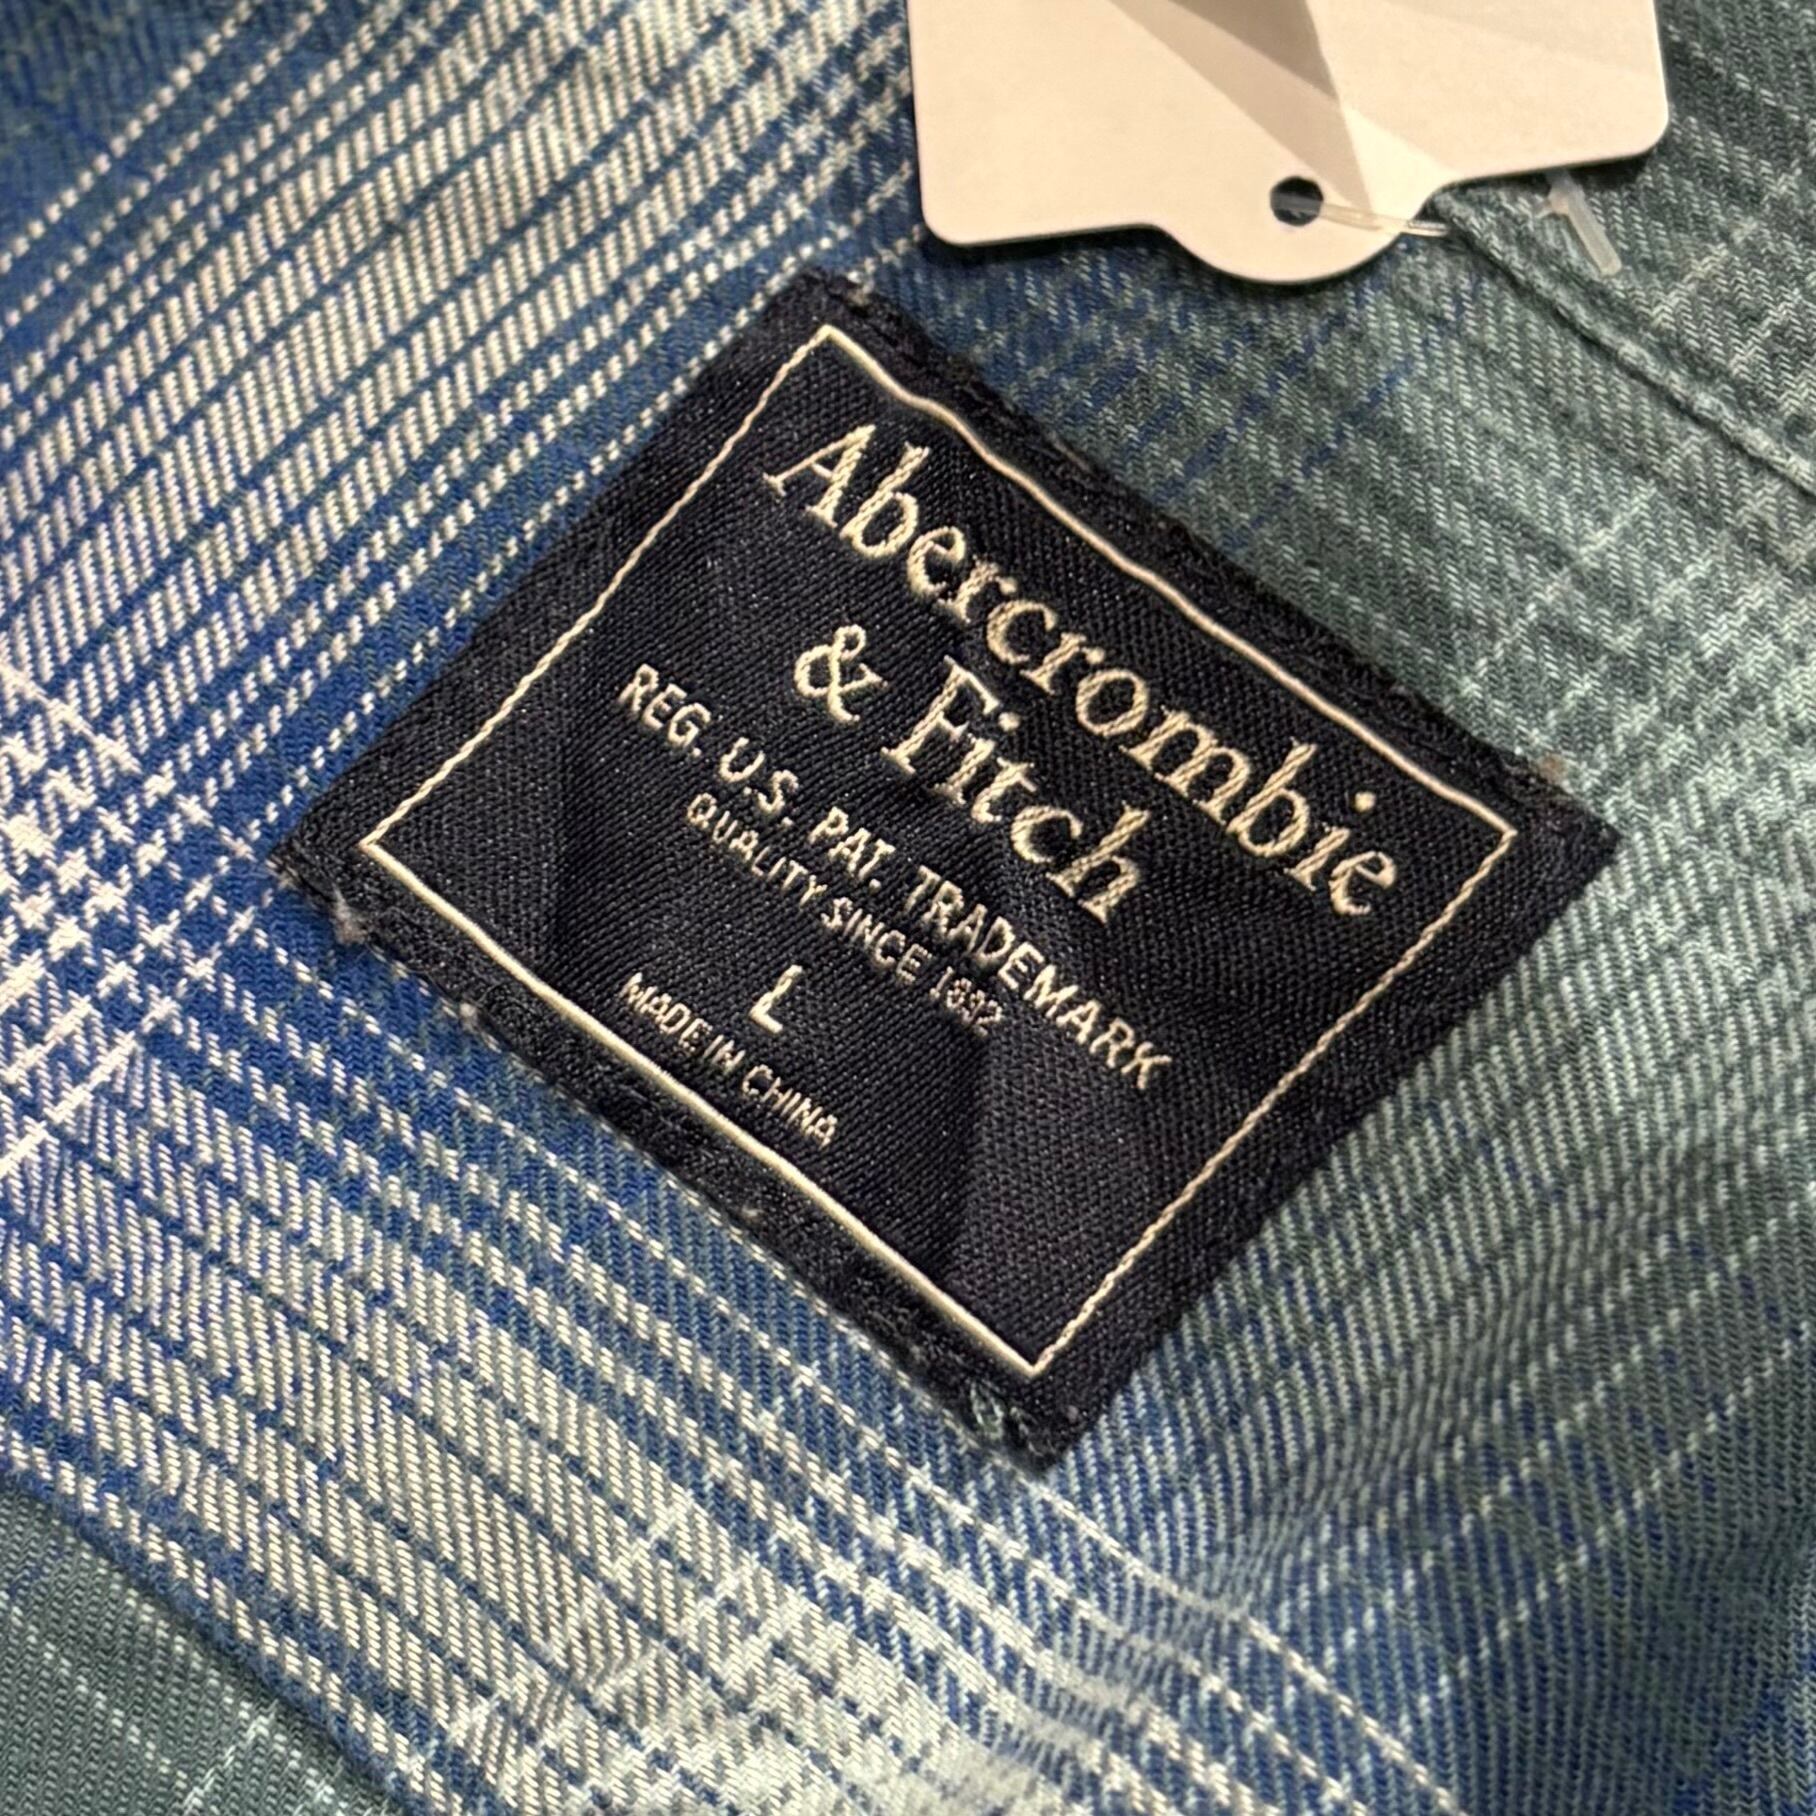 Abercrombie
& Fitch
REG. U.S. PAT. TRADEMARK
QUALITY SINCE 1892
L
MADE IN CHINA